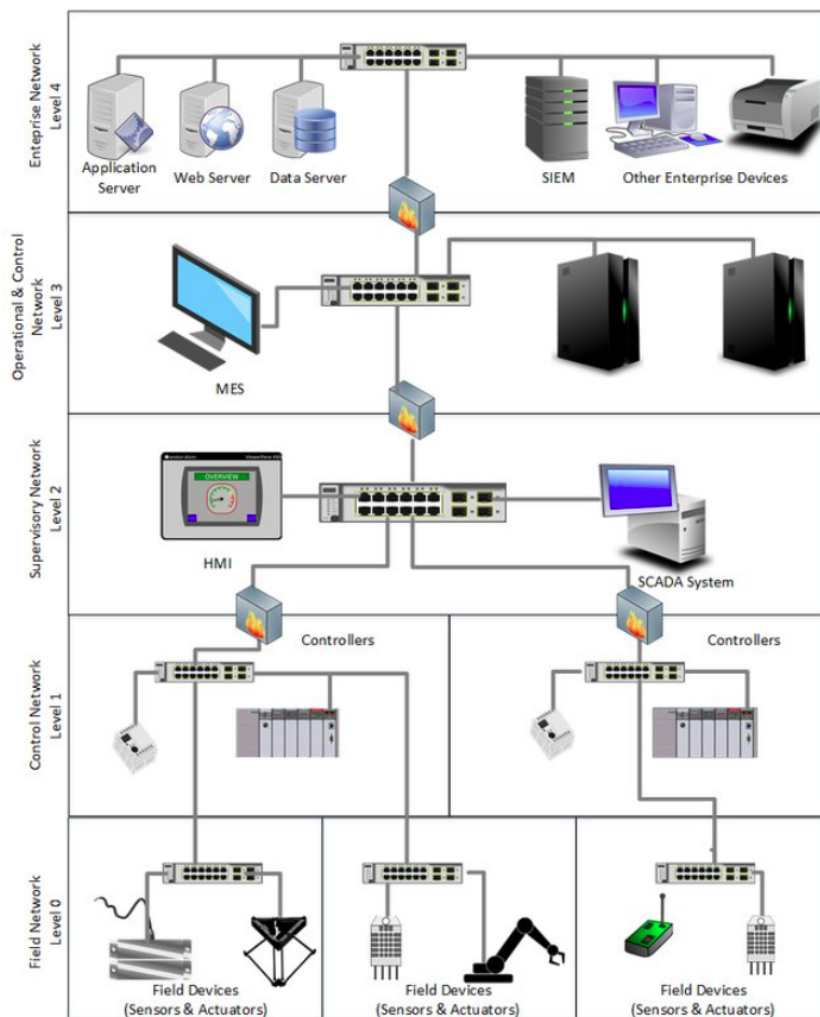 Enteprise Network
Level 4
Application
Server
Web Server
Data Server
SIEM
Other Enterprise Devices
Operational & Control
Network
Level 3
MES
Supervisory Network
Level 2
OVERVIEW
HMI
SCADA System
Control Network
Level 1
Controllers
Controllers
Field Network
Level 0
Field Devices
(Sensors & Actuators)
Field Devices
(Sensors & Actuators)
Field Devices
(Sensors & Actuators)